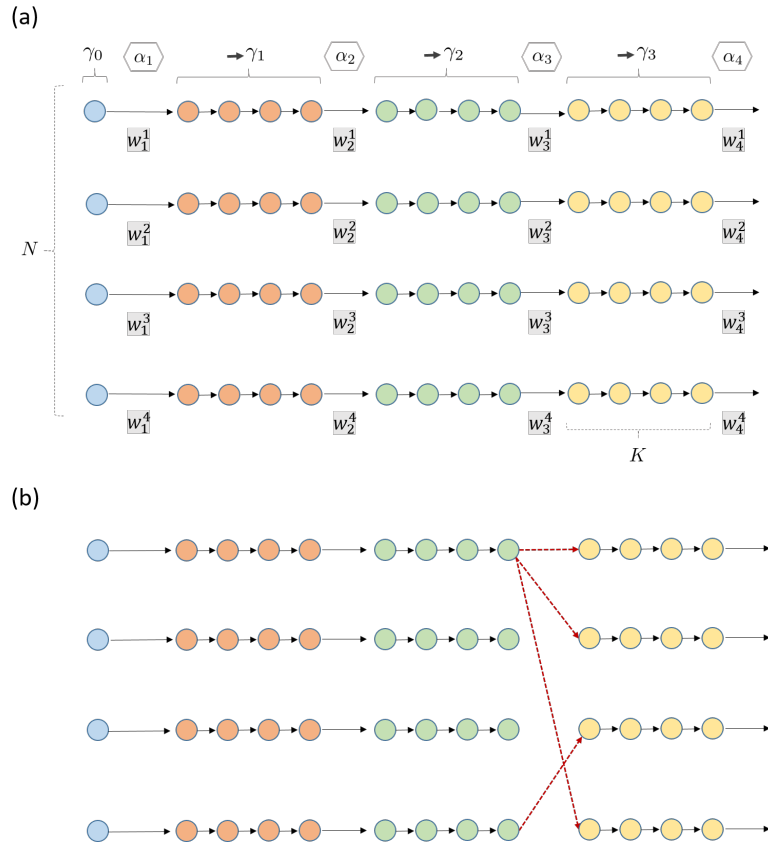 (a)
γ₀ α₁ → γ₁ α₂ → γ₂ α₃ → γ₃ α₄
w₁¹ w₂¹ w₃¹ w₄¹
w₁² w₂² w₃² w₄²
N
w₁³ w₂³ w₃³ w₄³
w₁⁴ w₂⁴ w₃⁴ w₄⁴
K
(b)